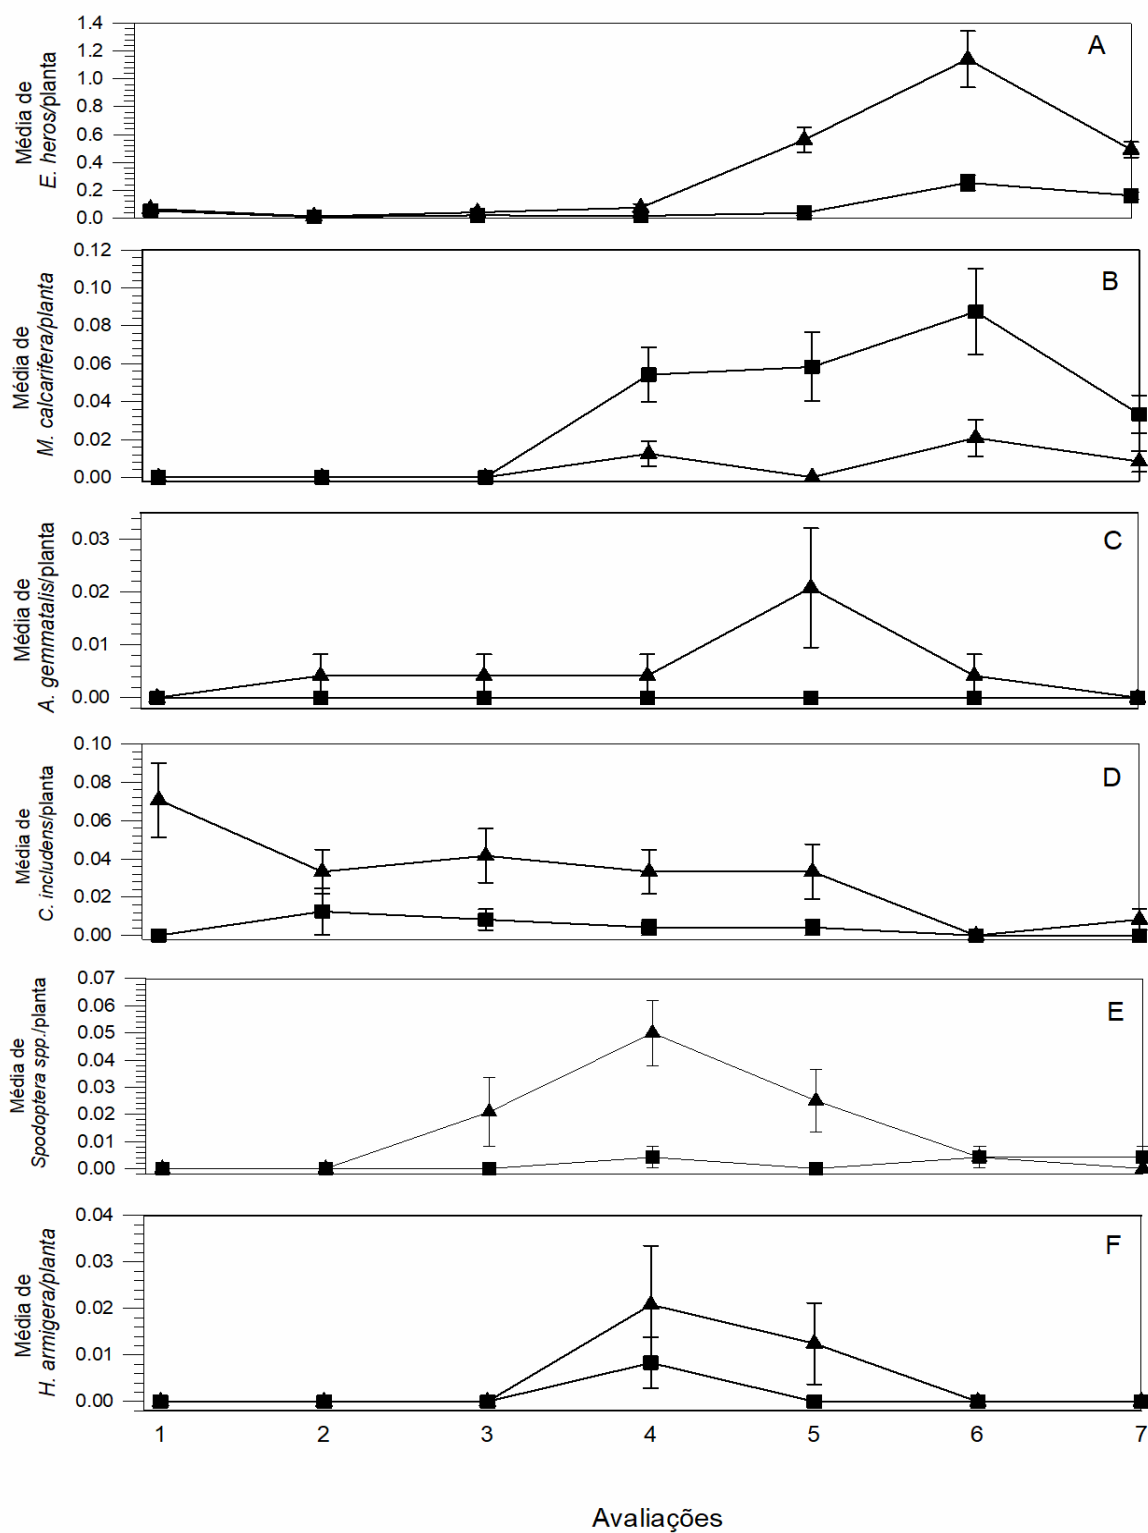 A
Média de
E. heros/planta
1.4
1.2
1.0
0.8
0.6
0.4
0.2
0.0
B
Média de
M. calcarifera/planta
0.12
0.10
0.08
0.06
0.04
0.02
0.00
C
Média de
A. gemmatalis/planta
0.03
0.02
0.01
0.00
D
Média de
C. includens/planta
0.10
0.08
0.06
0.04
0.02
0.00
E
Média de
Spodoptera spp./planta
0.07
0.06
0.05
0.04
0.03
0.02
0.01
0.00
F
Média de
H. armigera/planta
0.04
0.03
0.02
0.01
0.00
1 2 3 4 5 6 7
Avaliações